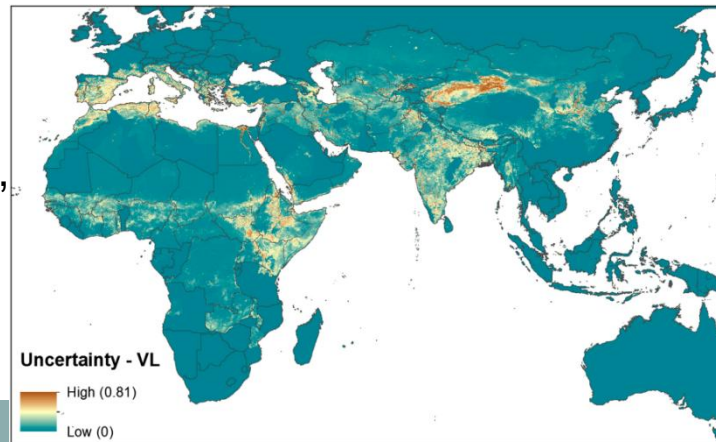 ,
Uncertainty - VL
High (0.81)
Low (0)